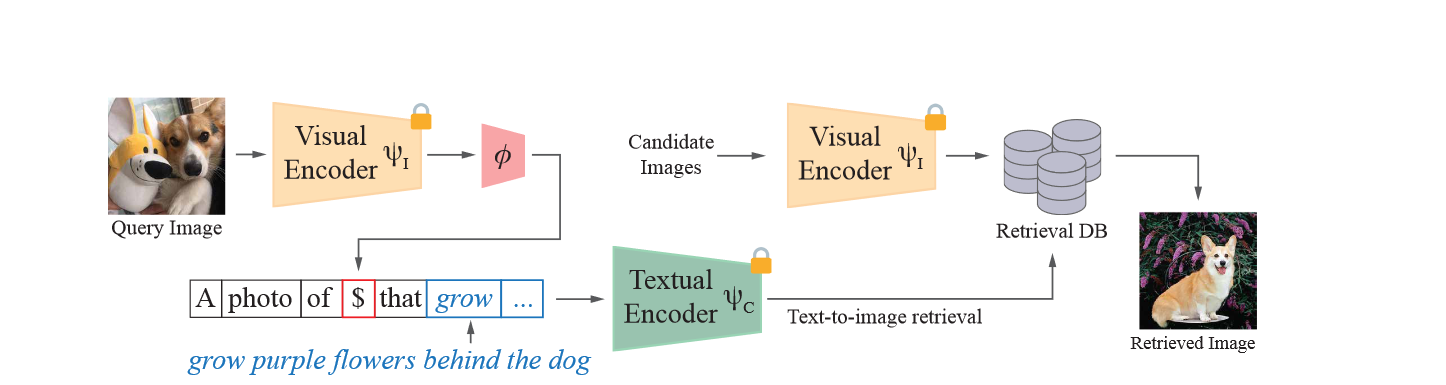 Visual
Encoder ψI
ϕ
Query Image
Candidate
Images
Visual
Encoder ψI
Retrieval DB
A photo of $ that grow ...
grow purple flowers behind the dog
Textual
Encoder ψC
Text-to-image retrieval
Retrieved Image